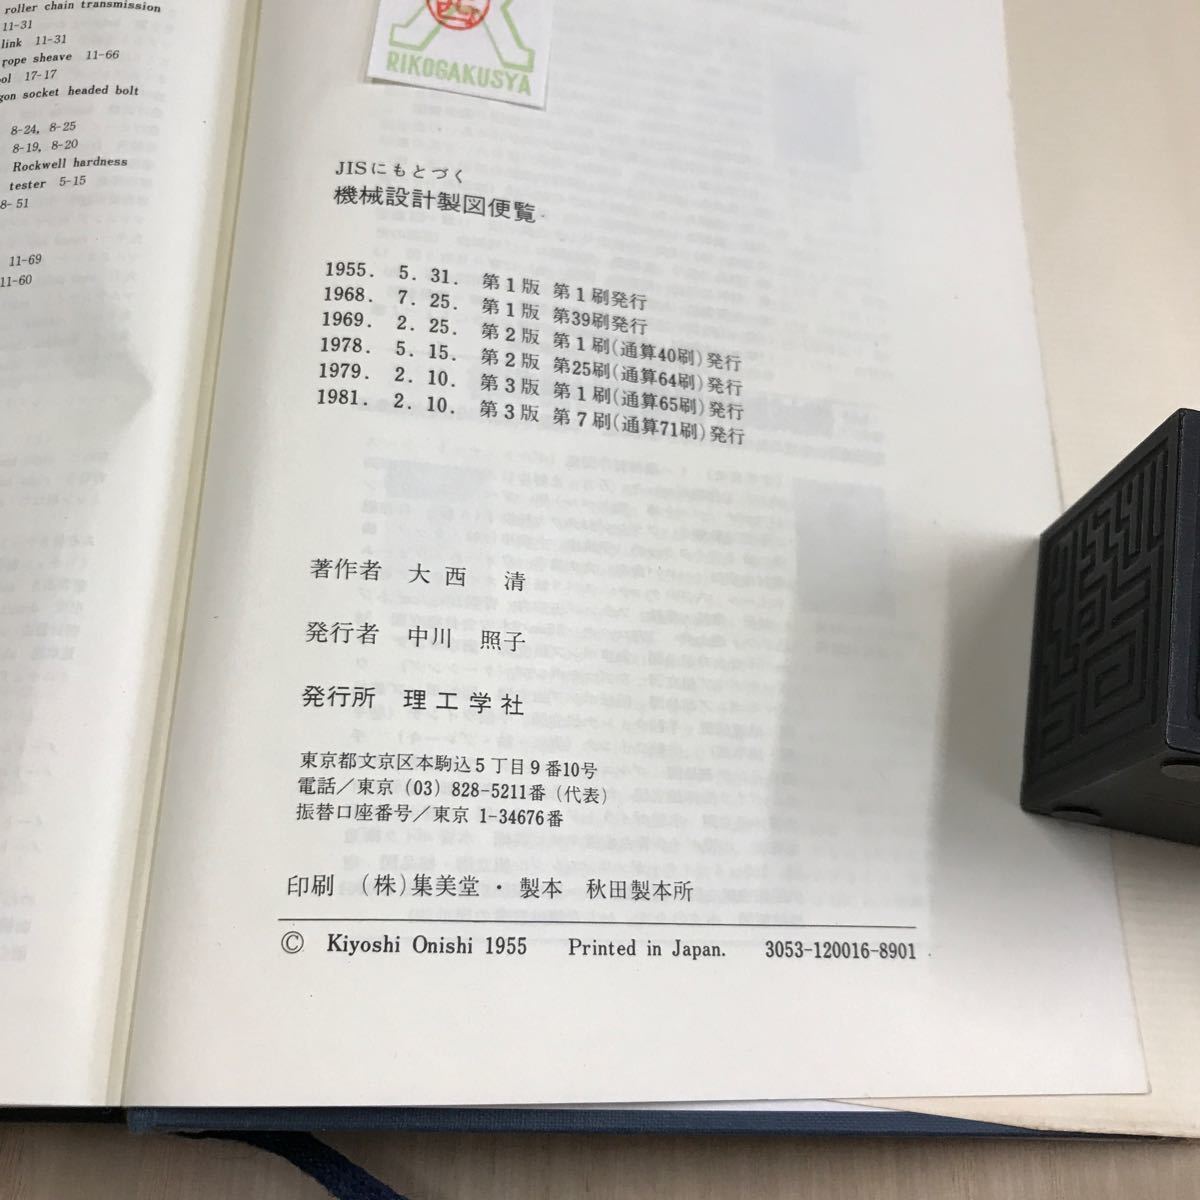 roller chain transmission
11-31
link 11-31
rope sheave 11-66
17-17
socket headed bolt
8-24, 8-25
8-19, 8-20
Rockwell hardness
tester 5-15
8-51
11-69
11-60
RIKOGAKUSYA
JISにもとづく
機械設計製図便覧
1955. 5. 31. 第1版 第1刷発行
1968. 7. 25. 第1版 第39刷発行
1969. 2. 25. 第2版 第1刷(通算40刷)発行
1978. 5. 15. 第2版 第25刷(通算64刷)発行
1979. 2. 10. 第3版 第1刷(通算65刷)発行
1981. 2. 10. 第3版 第7刷(通算71刷)発行
著作者 大西 清
発行者 中川 照子
発行所 理工学社
東京都文京区本駒込5丁目9番10号
電話/東京 (03) 828-5211番 (代表)
振替口座番号/東京 1-34676番
印刷 (株)集美堂・製本 秋田製本所
© Kiyoshi Onishi 1955 Printed in Japan. 3053-120016-8901